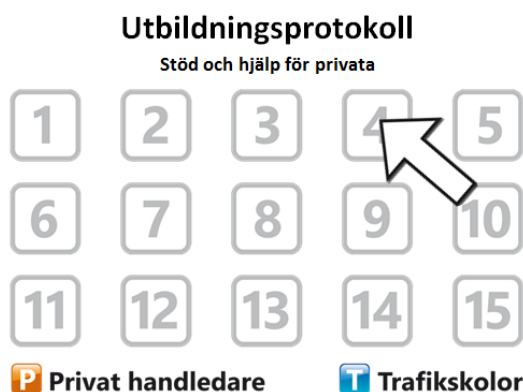 Utbildningsprotokoll
Stöd och hjälp för privata
1 2 3 4 5
6 7 8 9 10
11 12 13 14 15
P Privat handledare T Trafikskolor